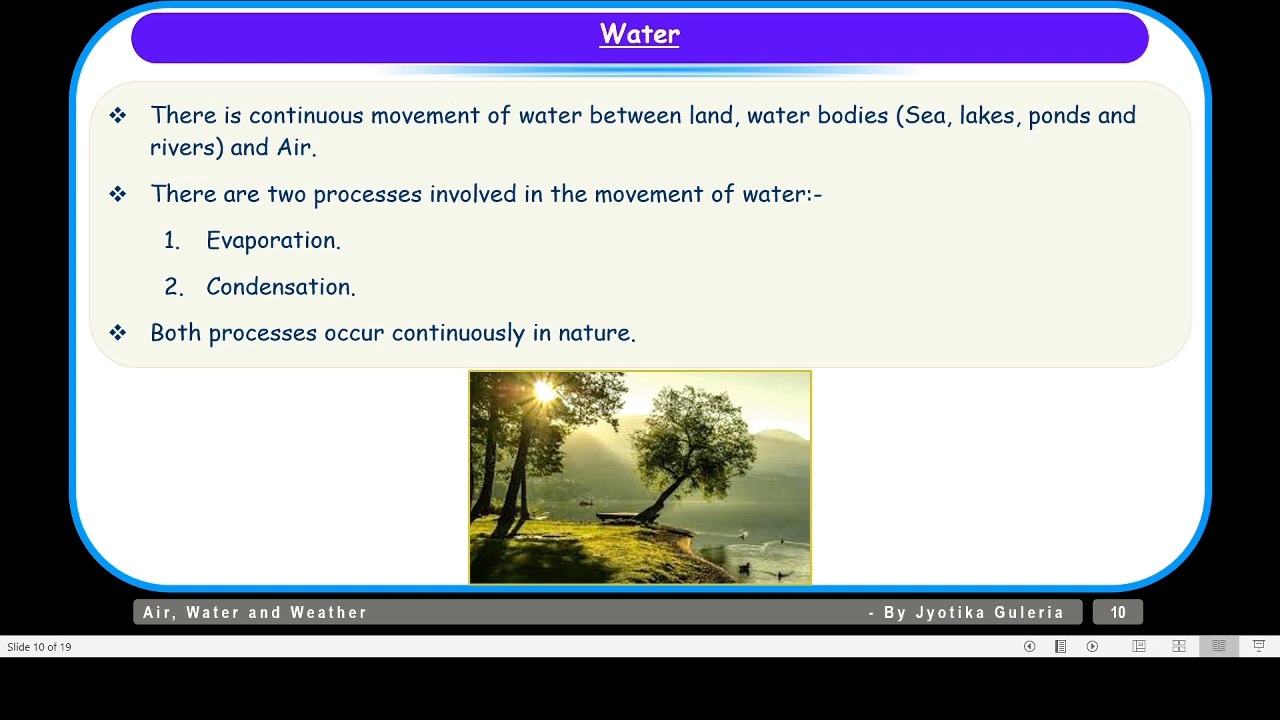 Water
❖ There is continuous movement of water between land, water bodies (Sea, lakes, ponds and
rivers) and Air.
❖ There are two processes involved in the movement of water:-
1. Evaporation.
2. Condensation.
❖ Both processes occur continuously in nature.
Air, Water and Weather
- By Jyotika Guleria
10
Slide 10 of 19